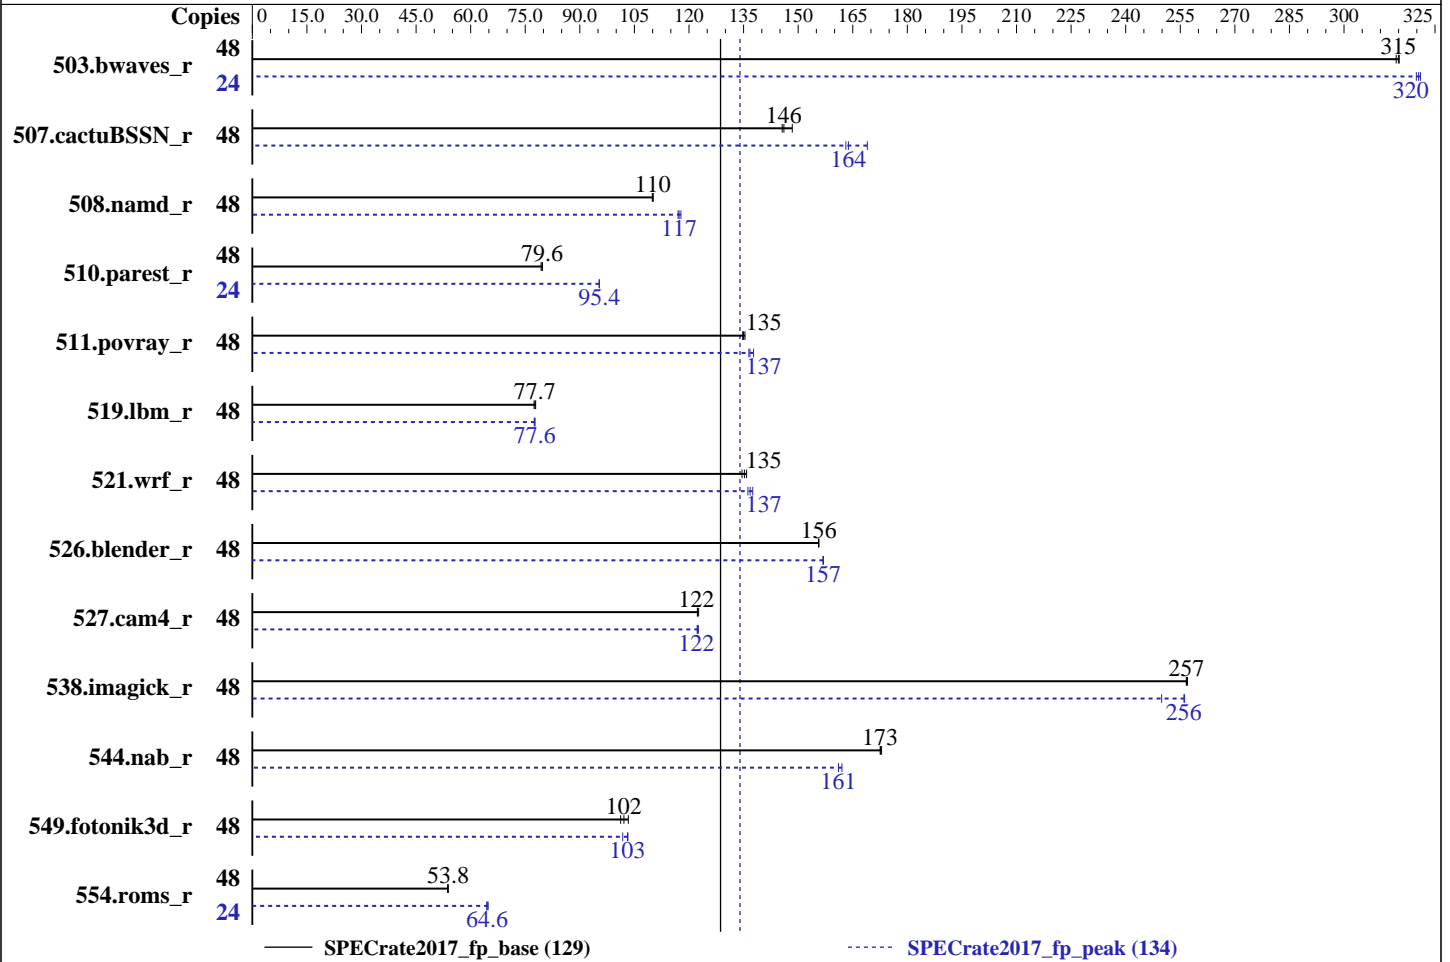 Copies 0 15.0 30.0 45.0 60.0 75.0 90.0 105 120 135 150 165 180 195 210 225 240 255 270 285 300 325
503.bwaves_r 48 315
24 320
507.cactuBSSN_r 48 146
164
508.namd_r 48 110
117
510.parest_r 48 79.6
24 95.4
511.povray_r 48 135
137
519.lbm_r 48 77.7
77.6
521.wrf_r 48 135
137
526.blender_r 48 156
157
527.cam4_r 48 122
122
538.imagick_r 48 257
256
544.nab_r 48 173
161
549.fotonik3d_r 48 102
103
554.roms_r 48 53.8
24 64.6
SPECrate2017_fp_base (129) SPECrate2017_fp_peak (134)